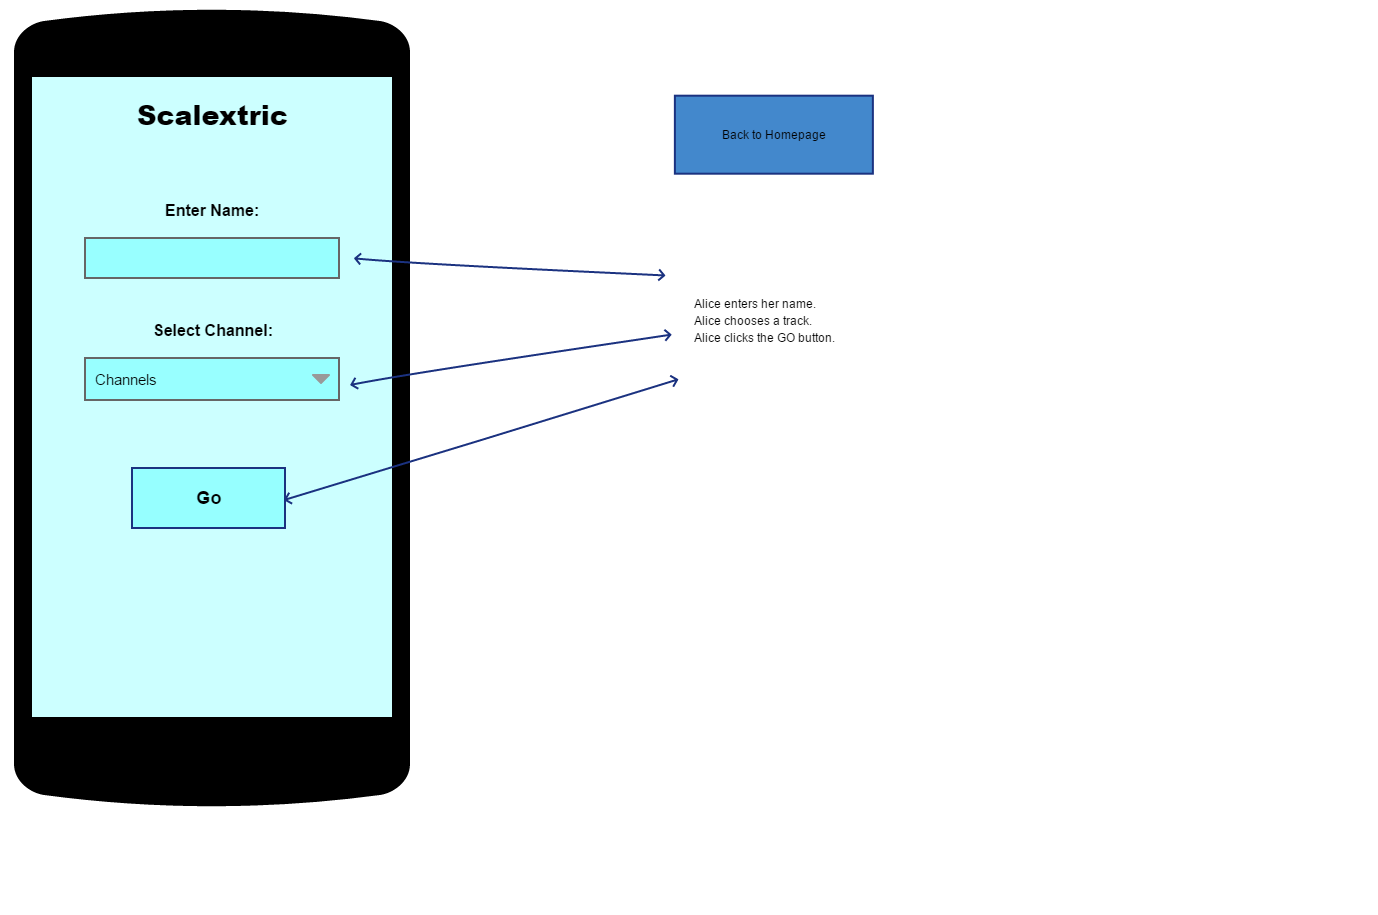 Scalextric
Enter Name:
Select Channel:
Channels
Go
Back to Homepage
Alice enters her name.
Alice chooses a track.
Alice clicks the GO button.